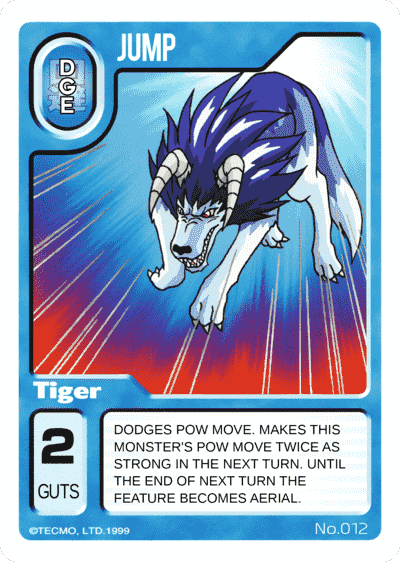 JUMP
DGE
Tiger
2
GUTS
DODGES POW MOVE. MAKES THIS
MONSTER'S POW MOVE TWICE AS
STRONG IN THE NEXT TURN. UNTIL
THE END OF NEXT TURN THE
FEATURE BECOMES AERIAL.
©TECMO, LTD.1999
No.012